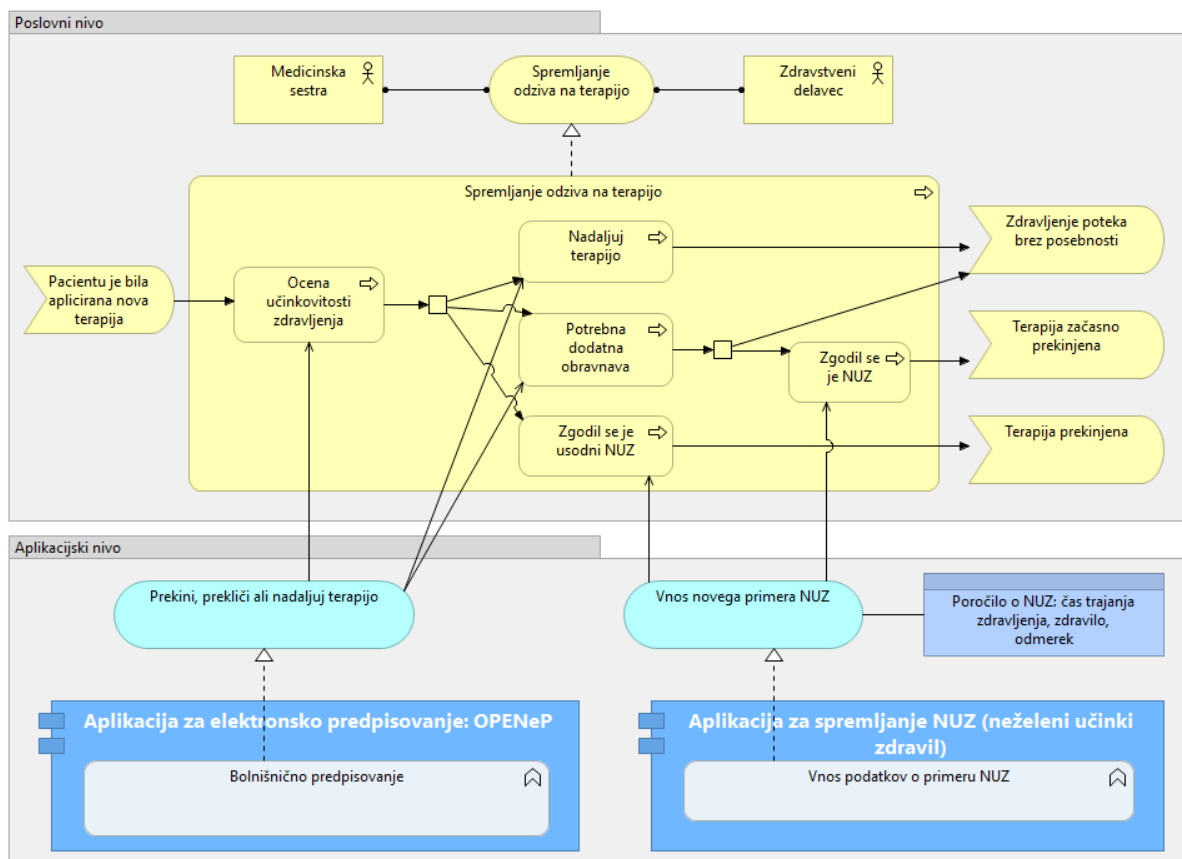 Poslovni nivo
Medicinska
sestra
Spremljanje
odziva na terapijo
Zdravstveni
delavec
Spremljanje odziva na terapijo
Pacientu je bila
aplicirana nova
terapija
Ocena
učinkovitosti
zdravljenja
Nadaljuj
terapijo
Potrebna
dodatna
obravnava
Zgodil se je
usodni NUZ
Zgodil se
je NUZ
Zdravljenje poteka
brez posebnosti
Terapija začasno
prekinjena
Terapija prekinjena
Aplikacijski nivo
Prekini, prekliči ali nadaljuj terapijo
Vnos novega primera NUZ
Poročilo o NUZ: čas trajanja
zdravljenja, zdravilo,
odmerek
Aplikacija za elektronsko predpisovanje: OPENeP
Bolnišnično predpisovanje
Aplikacija za spremljanje NUZ (neželeni učinki
zdravil)
Vnos podatkov o primeru NUZ